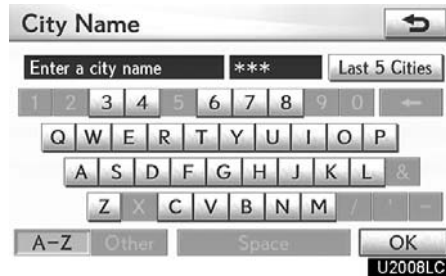 City Name
Enter a city name *** Last 5 Cities
1 2 3 4 5 6 7 8 9 0 ←
Q W E R T Y U I O P
A S D F G H J K L &
Z X C V B N M / ' -
A-Z Other Space OK
U2008LC